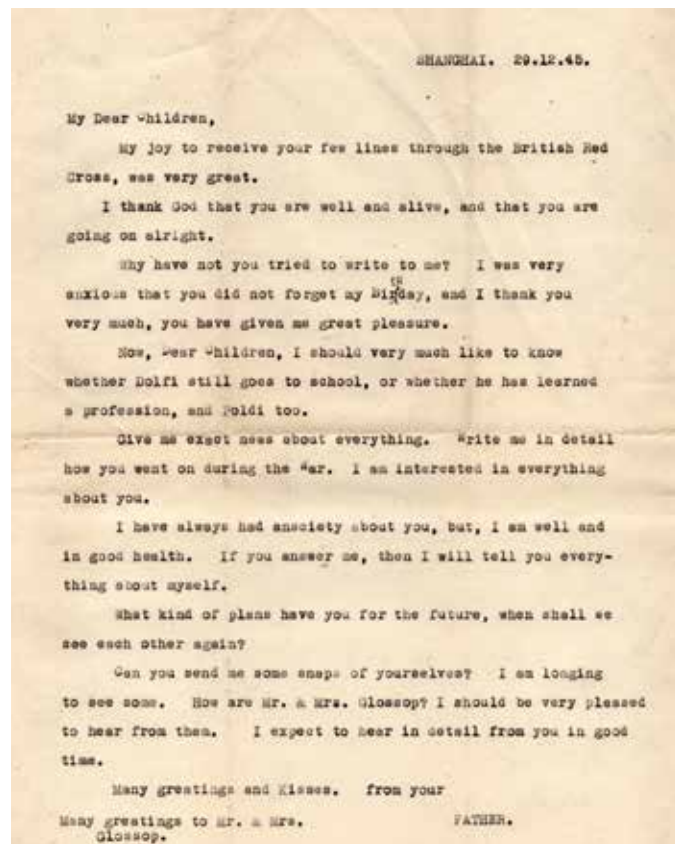 SHANGHAI. 29.12.45.
My Dear Children,
My joy to receive your few lines through the British Red
Cross, was very great.
I thank God that you are well and alive, and that you are
going on alright.
Why have not you tried to write to me? I was very
anxious that you did not forget my Birthday, and I thank you
very much, you have given me great pleasure.
Now, Dear Children, I should very much like to know
whether Dolfi still goes to school, or whether he has learned
a profession, and Poldi too.
Give me exact news about everything. Write me in detail
how you went on during the War. I am interested in everything
about you.
I have always had ansciety about you, but, I am well and
in good health. If you answer me, then I will tell you every-
thing about myself.
What kind of plans have you for the future, when shall we
see each other again?
Can you send me some snaps of yourselves? I am longing
to see some. How are Mr. & Mrs. Glossop? I should be very pleased
to hear from them. I expect to hear in detail from you in good
time.
Many greetings and Kisses. from your
Many greetings to Mr. & Mrs. FATHER.
Glossop.